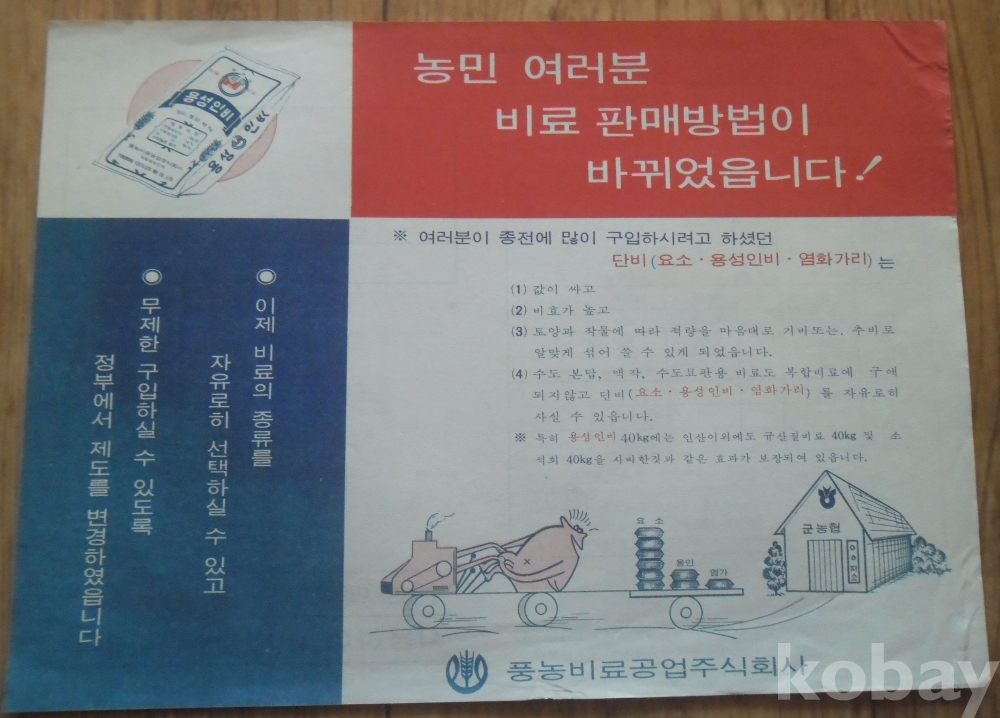 농민 여러분
비료 판매방법이
바뀌었읍니다!
용성인비
용성인비
● 이제 비료의 종류를
자유로히 선택하실 수 있고
● 무제한 구입하실 수 있도록
정부에서 제도를 변경하였읍니다
※ 여러분이 종전에 많이 구입하시려고 하셨던
단비(요소·용성인비·염화가리)는
(1) 값이 싸고
(2) 비효가 높고
(3) 토양과 작물에 따라 적량을 마음대로 기비또는, 추비로
알맞게 섞어 쓸 수 있게 되었읍니다.
(4) 수도 본답, 맥작, 수도묘판용 비료도 복합비료에 구애
되지않고 단비(요소·용성인비·염화가리)를 자유로히
사실 수 있읍니다.
※ 특히 용성인비 40kg에는 인산이외에도 규산질비료 40kg 및 소
석회 40kg을 시비한것과 같은 효과가 보장되여 있읍니다.
요 소
용인
염가
군농협
풍농비료공업주식회사
kobay